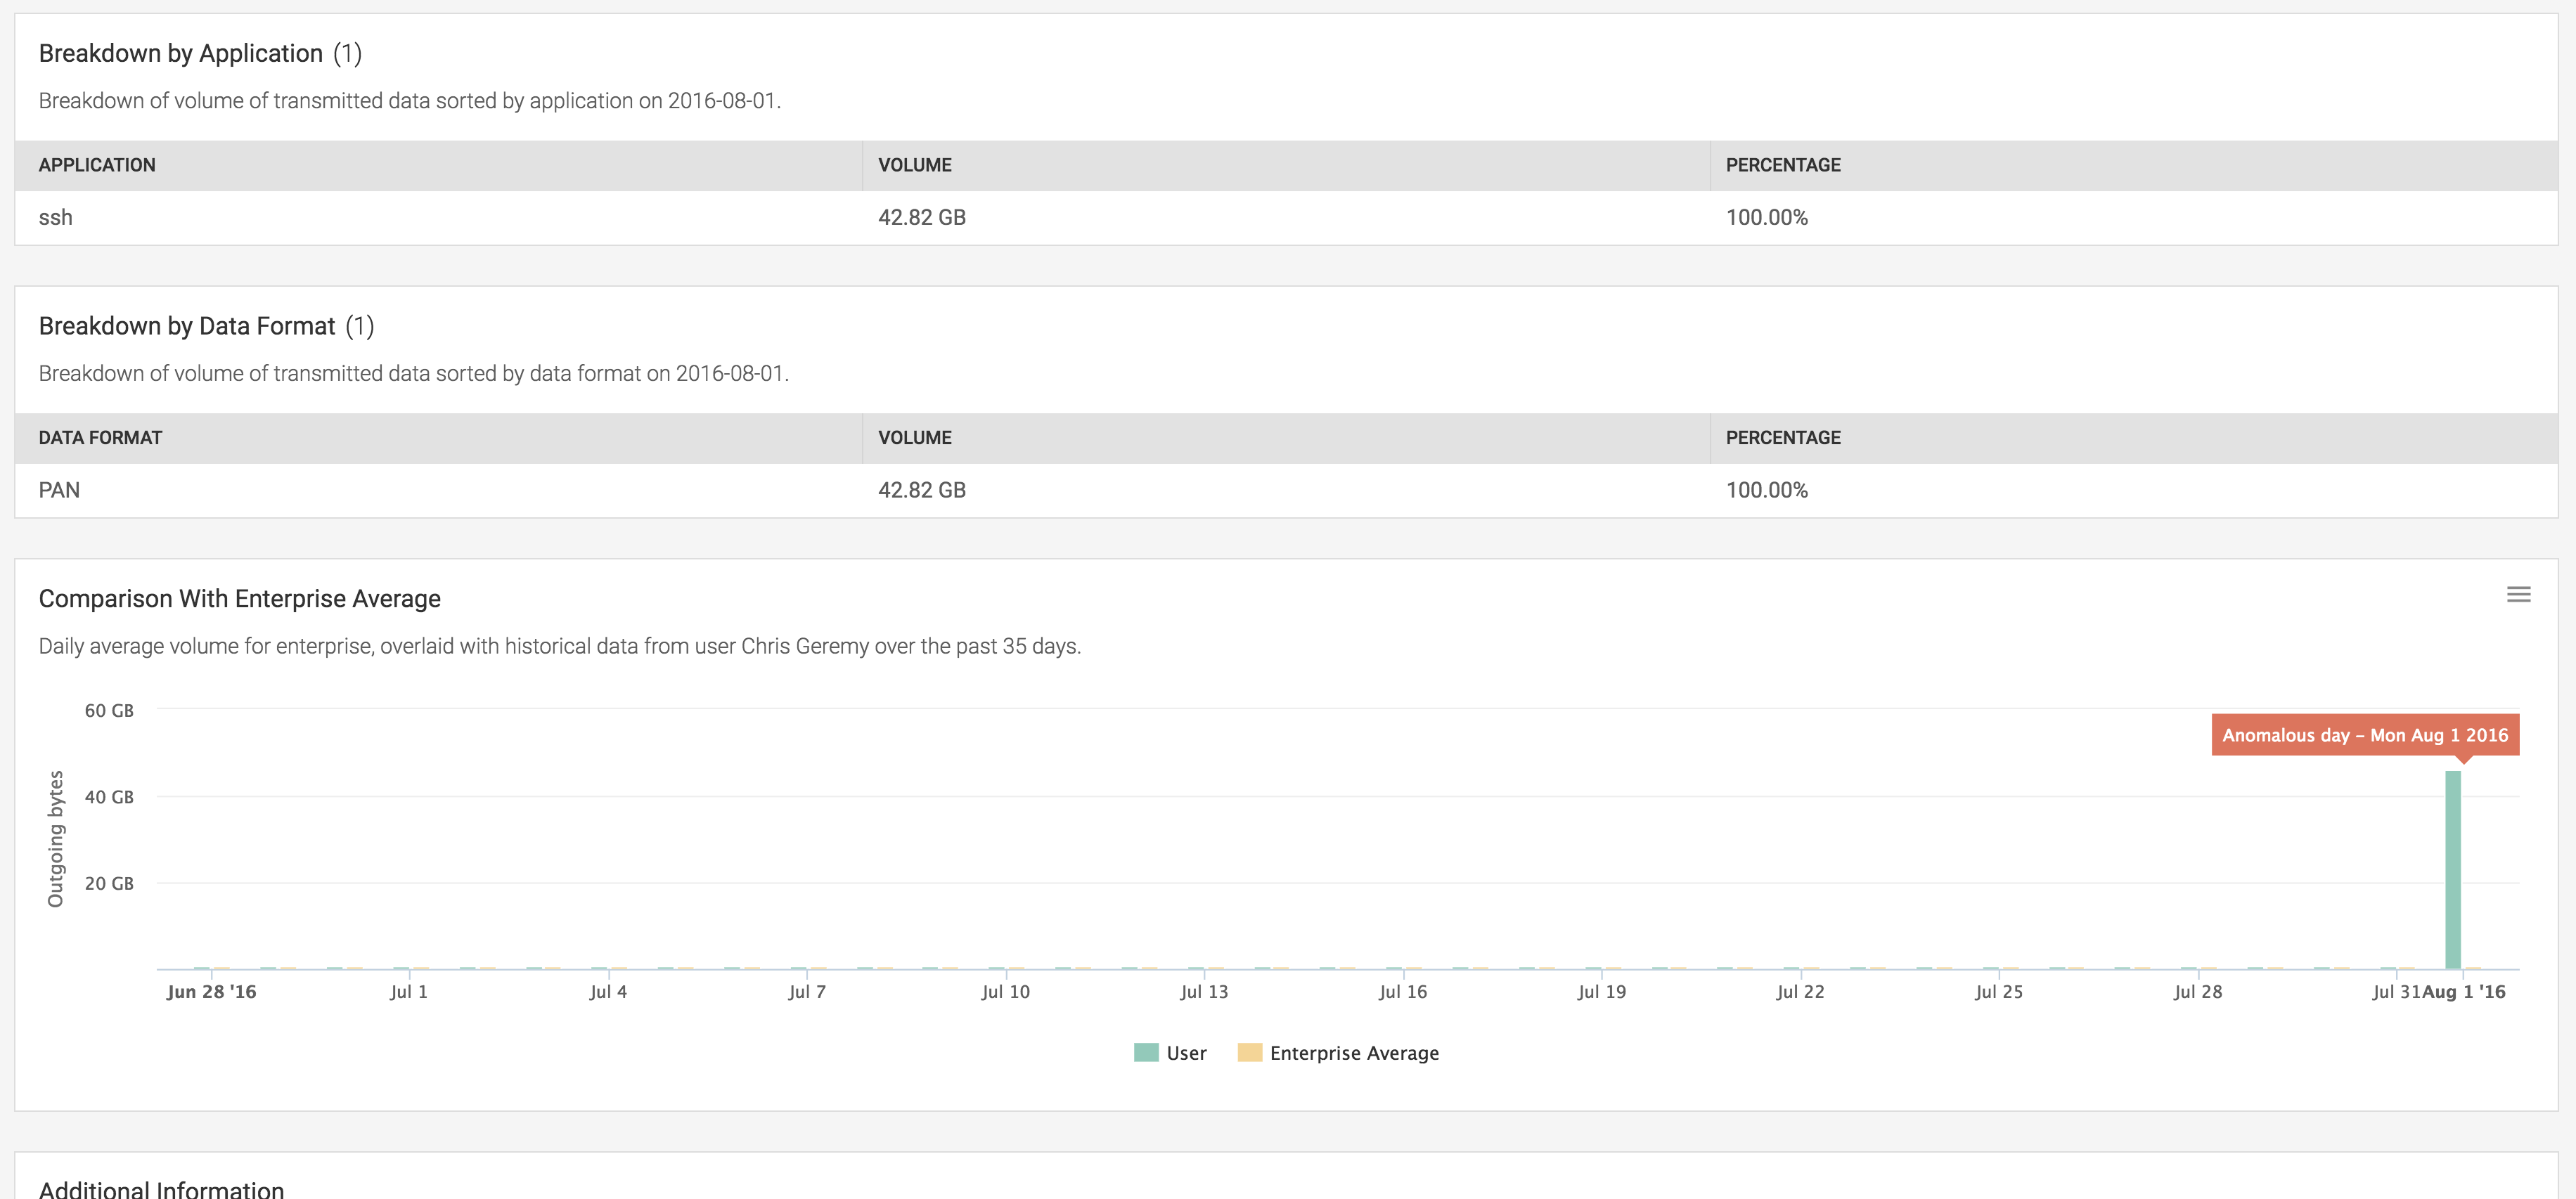 Breakdown by Application (1)
Breakdown of volume of transmitted data sorted by application on 2016-08-01.
APPLICATION VOLUME PERCENTAGE
ssh 42.82 GB 100.00%
Breakdown by Data Format (1)
Breakdown of volume of transmitted data sorted by data format on 2016-08-01.
DATA FORMAT VOLUME PERCENTAGE
PAN 42.82 GB 100.00%
Comparison With Enterprise Average
Daily average volume for enterprise, overlaid with historical data from user Chris Geremy over the past 35 days.
60 GB
Anomalous day – Mon Aug 1 2016
40 GB
20 GB
Outgoing bytes
Jun 28 '16 Jul 1 Jul 4 Jul 7 Jul 10 Jul 13 Jul 16 Jul 19 Jul 22 Jul 25 Jul 28 Jul 31 Aug 1 '16
User Enterprise Average
Additional Information